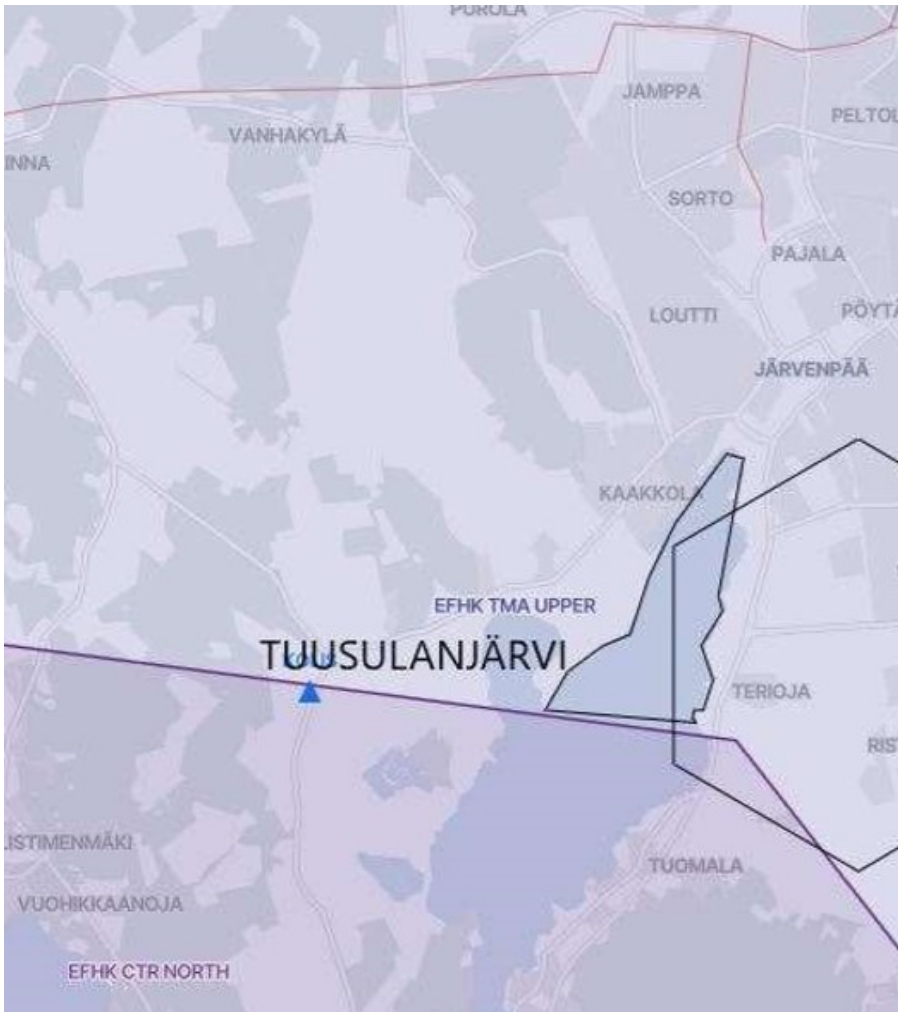 PUROLA
JAMPPA
PELTOL
VANHAKYLÄ
INNA
SORTO
PAJALA
LOUTTI
PÖYTÄ
JÄRVENPÄÄ
KAAKKOLA
EFHK TMA UPPER
TUUSULANJÄRVI
TERIOJA
RIST
LISTIMENMÄKI
TUOMALA
VUOHIKKAANOJA
EFHK CTR NORTH